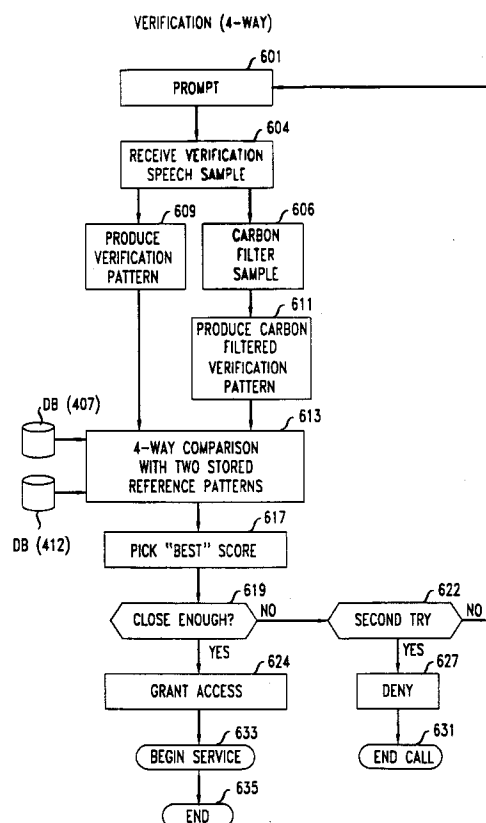 VERIFICATION (4-WAY)
601
PROMPT
604
RECEIVE VERIFICATION
SPEECH SAMPLE
609
606
PRODUCE
VERIFICATION
PATTERN
CARBON
FILTER
SAMPLE
611
PRODUCE CARBON
FILTERED
VERIFICATION
PATTERN
DB (407)
613
4-WAY COMPARISON
WITH TWO STORED
REFERENCE PATTERNS
DB (412)
617
PICK "BEST" SCORE
619
622
CLOSE ENOUGH?
NO
SECOND TRY
NO
YES
YES
624
627
GRANT ACCESS
DENY
633
631
BEGIN SERVICE
END CALL
635
END